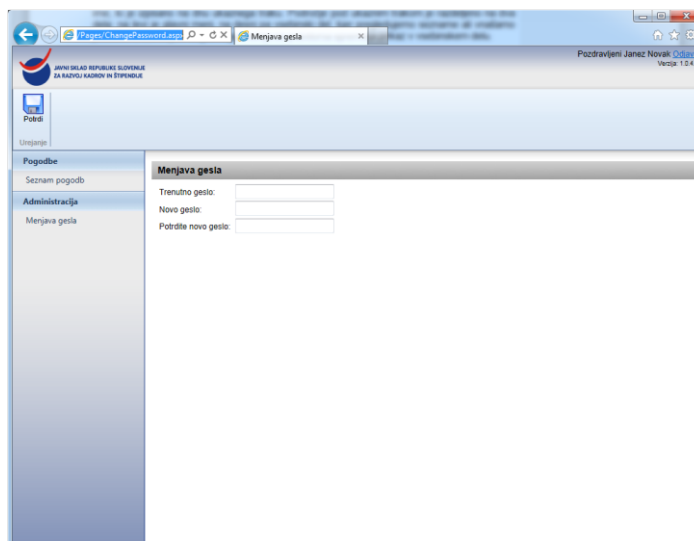 /Pages/ChangePassword.aspx
Menjava gesla
Pozdravljeni Janez Novak Odjava
Verzija: 1.0.4
JAVNI SKLAD REPUBLIKE SLOVENIJE
ZA RAZVOJ KADROV IN ŠTIPENDIJE
Potrdi
Urejanje
Pogodbe
Seznam pogodb
Administracija
Menjava gesla
Menjava gesla
Trenutno geslo:
Novo geslo:
Potrdite novo geslo: